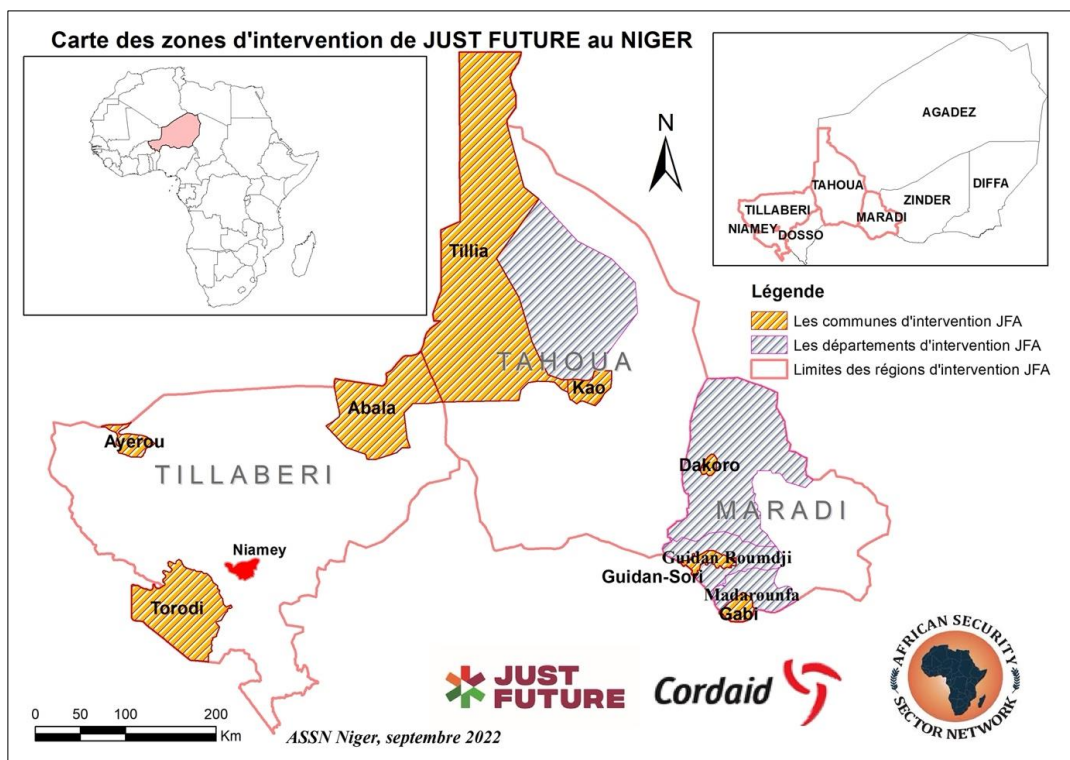 Carte des zones d'intervention de JUST FUTURE au NIGER
N
AGADEZ
TAHOUA
DIFFA
ZINDER
TILLABERI
MARADI
NIAMEY
DOSSO
Légende
Les communes d'intervention JFA
Les départements d'intervention JFA
Limites des régions d'intervention JFA
Tillia
TAHOUA
Kao
Abala
Ayerou
TILLABERI
Dakoro
MARADI
Niamey
Guidan Roumdji
Guidan-Sori
Madarounfa
Gabi
Torodi
JUST
FUTURE
Cordaid
AFRICAN SECURITY
SECTOR NETWORK
0 50 100 200
Km
ASSN Niger, septembre 2022